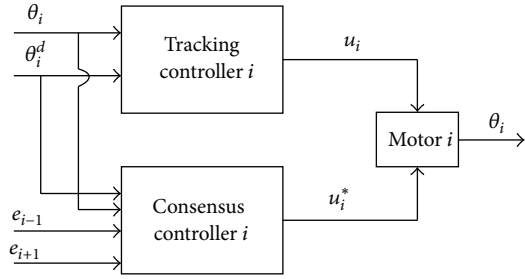 θ_i
θ_i^d
Tracking
controller i
u_i
Motor i
θ_i
Consensus
controller i
u_i^*
e_{i−1}
e_{i+1}